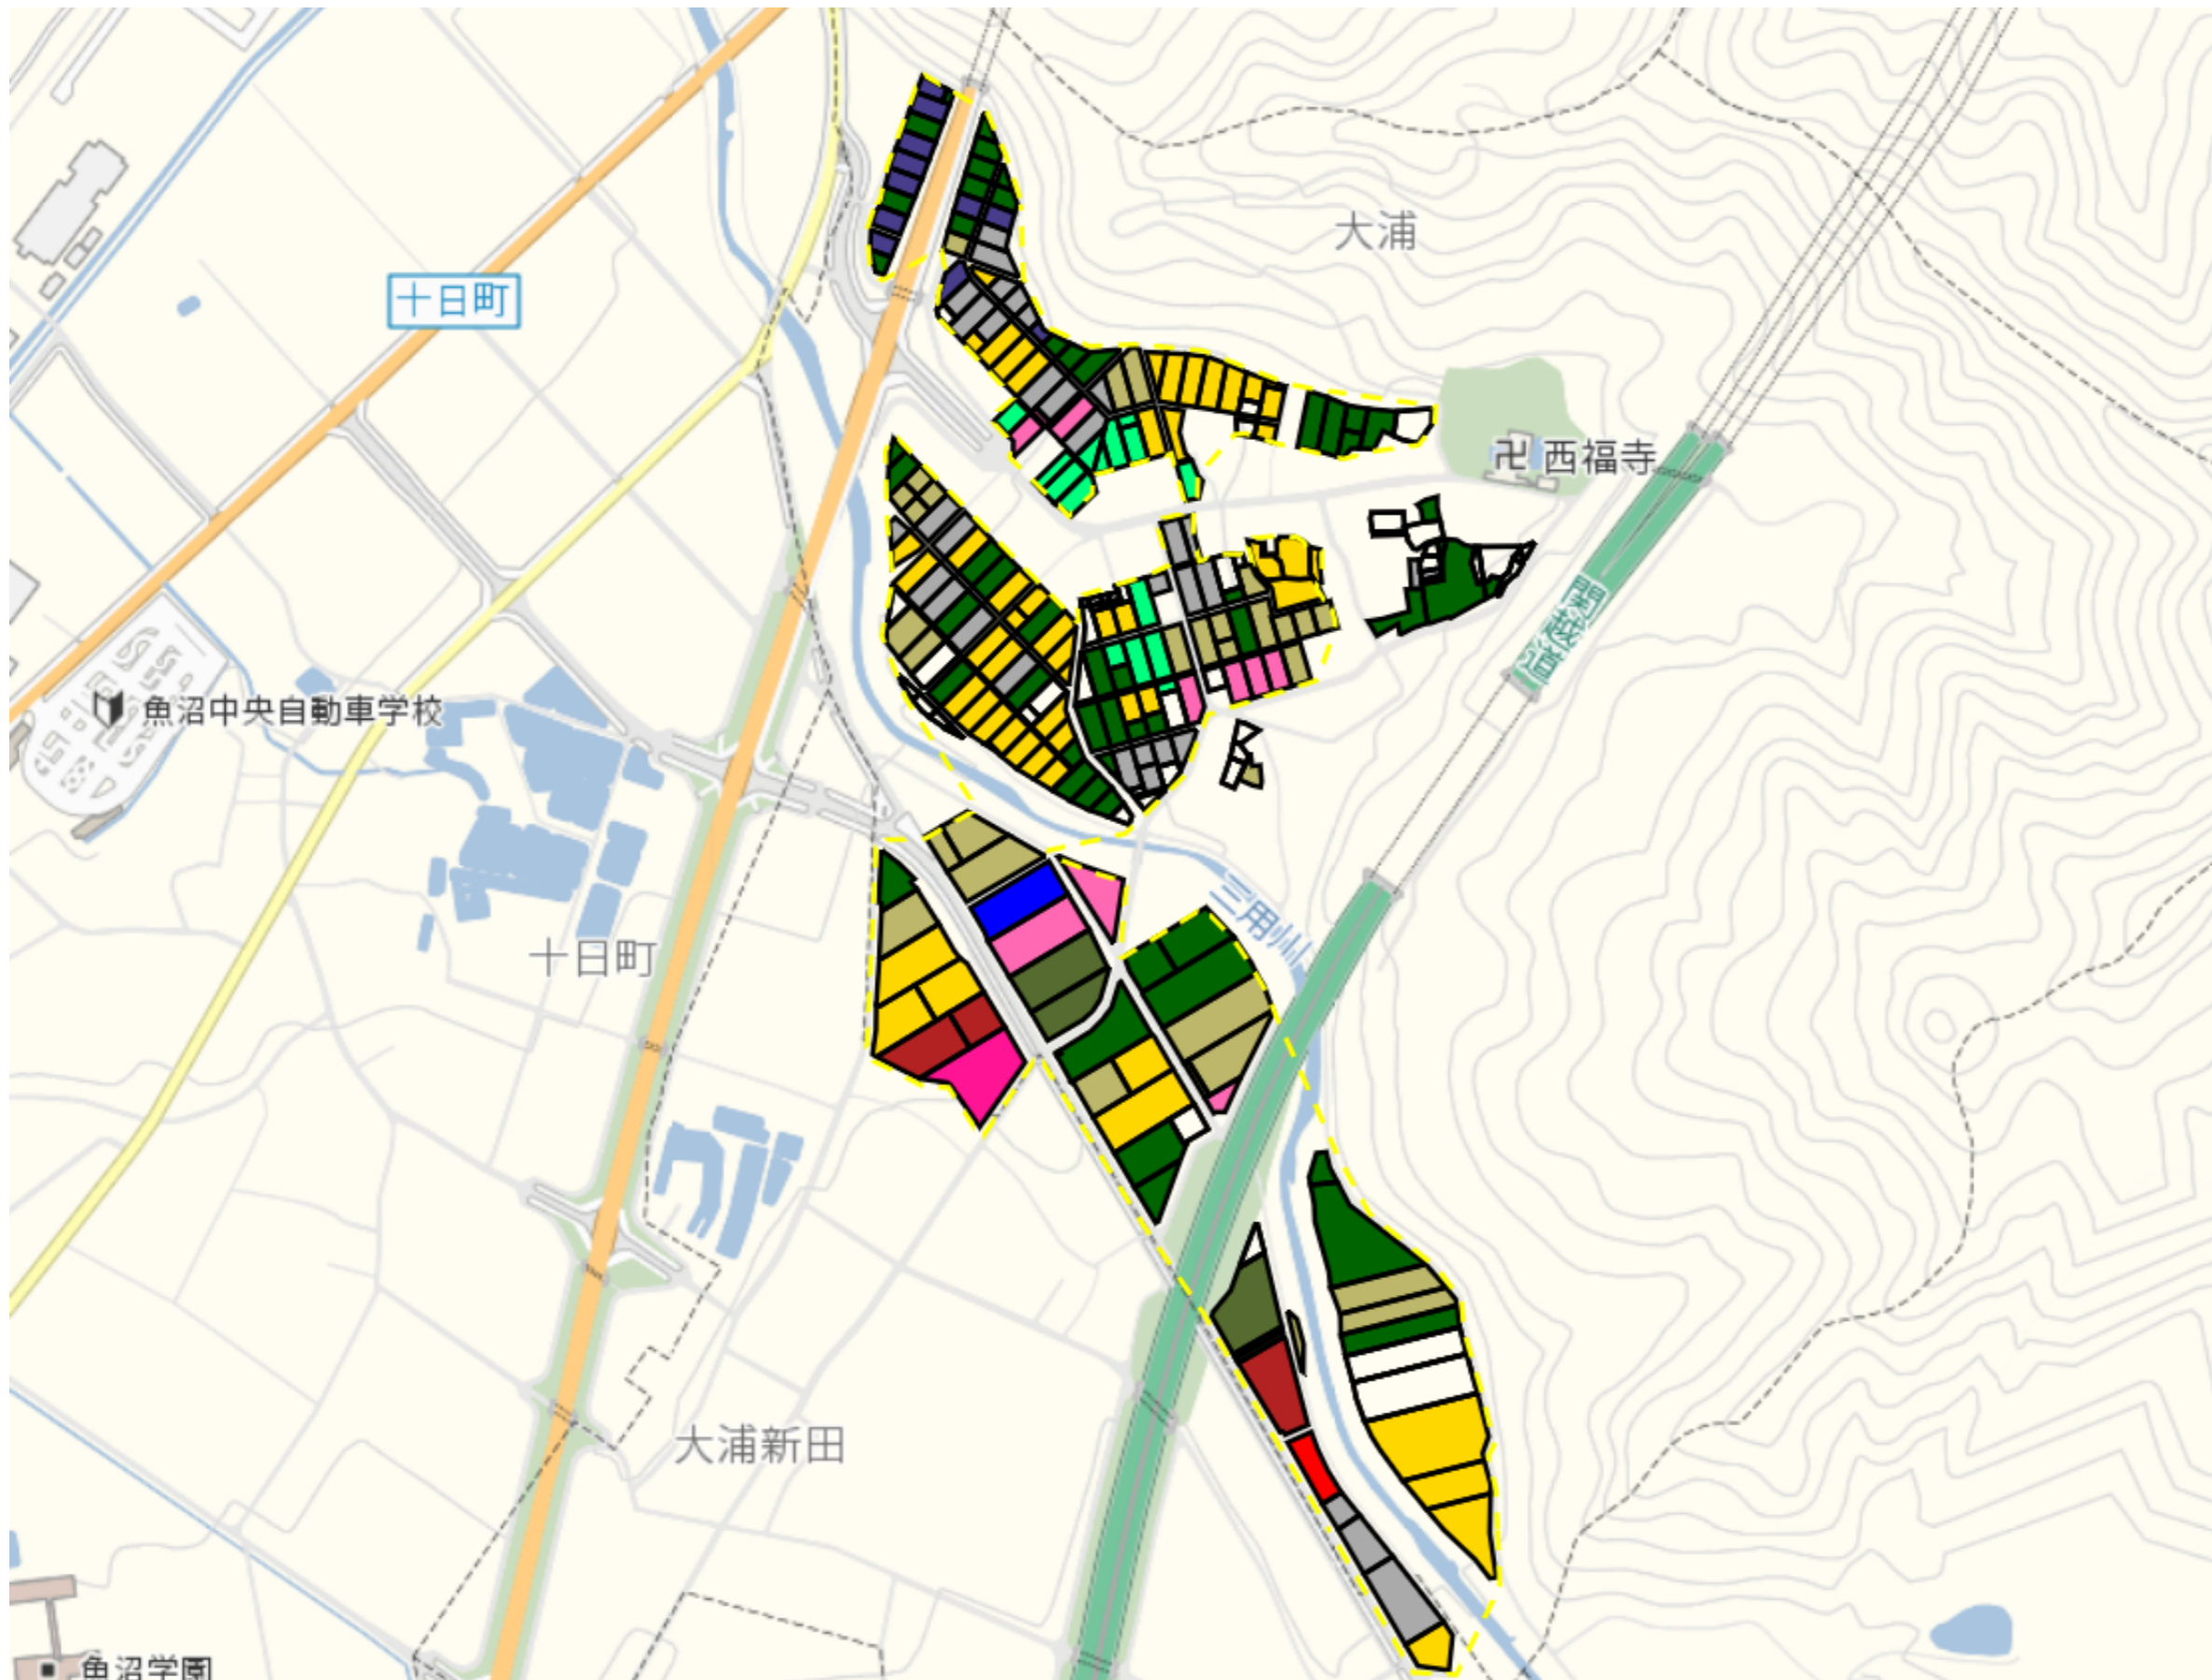 大浦
十日町
卍 西福寺
関越道
魚沼中央自動車学校
三用川
十日町
大浦新田
魚沼学園